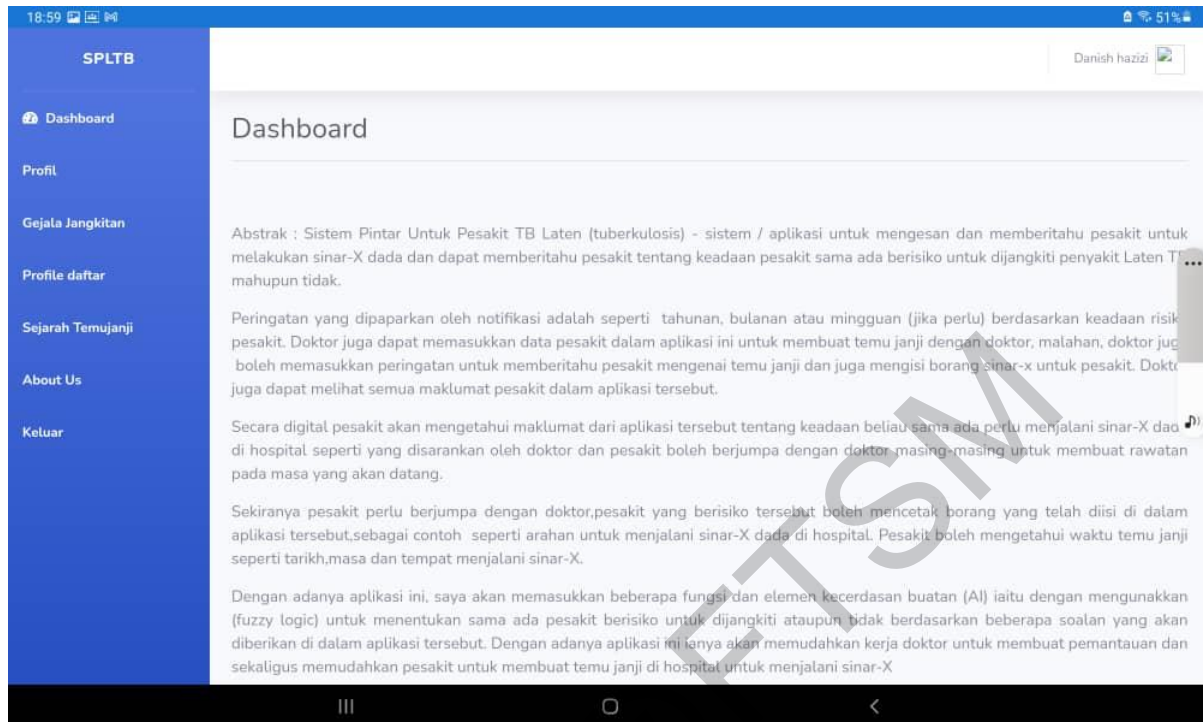 18:59
51%
SPLTB
Danish hazizi
Dashboard
Profil
Gejala Jangkitan
Profile daftar
Sejarah Temujanji
About Us
Keluar
Dashboard
Abstrak : Sistem Pintar Untuk Pesakit TB Laten (tuberkulosis) - sistem / aplikasi untuk mengesan dan memberitahu pesakit untuk
melakukan sinar-X dada dan dapat memberitahu pesakit tentang keadaan pesakit sama ada berisiko untuk dijangkiti penyakit Laten
mahupun tidak.
Peringatan yang dipaparkan oleh notifikasi adalah seperti tahunan, bulanan atau mingguan (jika perlu) berdasarkan keadaan risik
pesakit. Doktor juga dapat memasukkan data pesakit dalam aplikasi ini untuk membuat temu janji dengan doktor, malahan, doktor jug
boleh memasukkan peringatan untuk memberitahu pesakit mengenai temu janji dan juga mengisi borang sinar-x untuk pesakit. Dokt
juga dapat melihat semua maklumat pesakit dalam aplikasi tersebut.
Secara digital pesakit akan mengetahui maklumat dari aplikasi tersebut tentang keadaan beliau sama ada perlu menjalani sinar-X dad
di hospital seperti yang disarankan oleh doktor dan pesakit boleh berjumpa dengan doktor masing-masing untuk membuat rawatan
pada masa yang akan datang.
Sekiranya pesakit perlu berjumpa dengan doktor,pesakit yang berisiko tersebut boleh mencetak borang yang telah diisi di dalam
aplikasi tersebut,sebagai contoh seperti arahan untuk menjalani sinar-X dada di hospital. Pesakit boleh mengetahui waktu temu janji
seperti tarikh,masa dan tempat menjalani sinar-X.
Dengan adanya aplikasi ini, saya akan memasukkan beberapa fungsi dan elemen kecerdasan buatan (AI) iaitu dengan mengunakkan
(fuzzy logic) untuk menentukan sama ada pesakit berisiko untuk dijangkiti ataupun tidak berdasarkan beberapa soalan yang akan
diberikan di dalam aplikasi tersebut. Dengan adanya aplikasi ini ianya akan memudahkan kerja doktor untuk membuat pemantauan dan
sekaligus memudahkan pesakit untuk membuat temu janji di hospital untuk menjalani sinar-X
FTSM